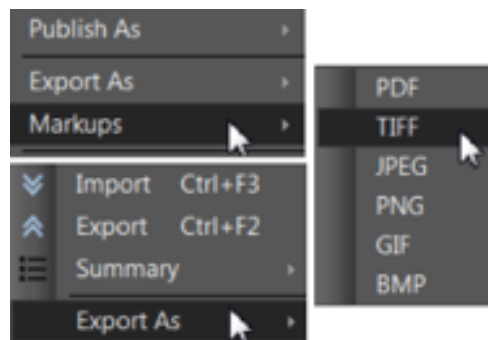 Publish As
Export As
Markups
Import Ctrl+F3
Export Ctrl+F2
Summary
Export As
PDF
TIFF
JPEG
PNG
GIF
BMP